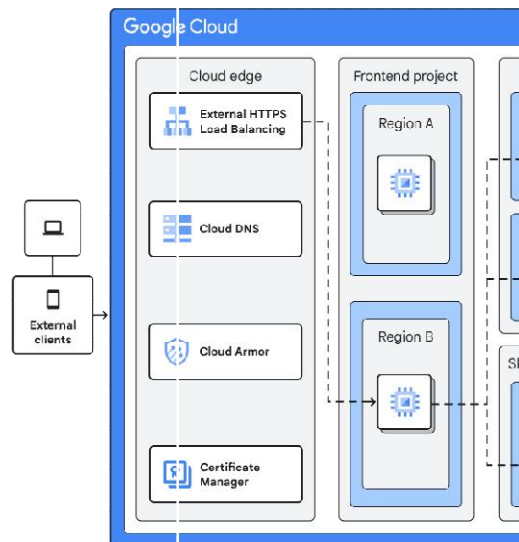 Google Cloud
Cloud edge
External HTTPS
Load Balancing
Cloud DNS
Cloud Armor
Certificate
Manager
Frontend project
Region A
Region B
External
clients